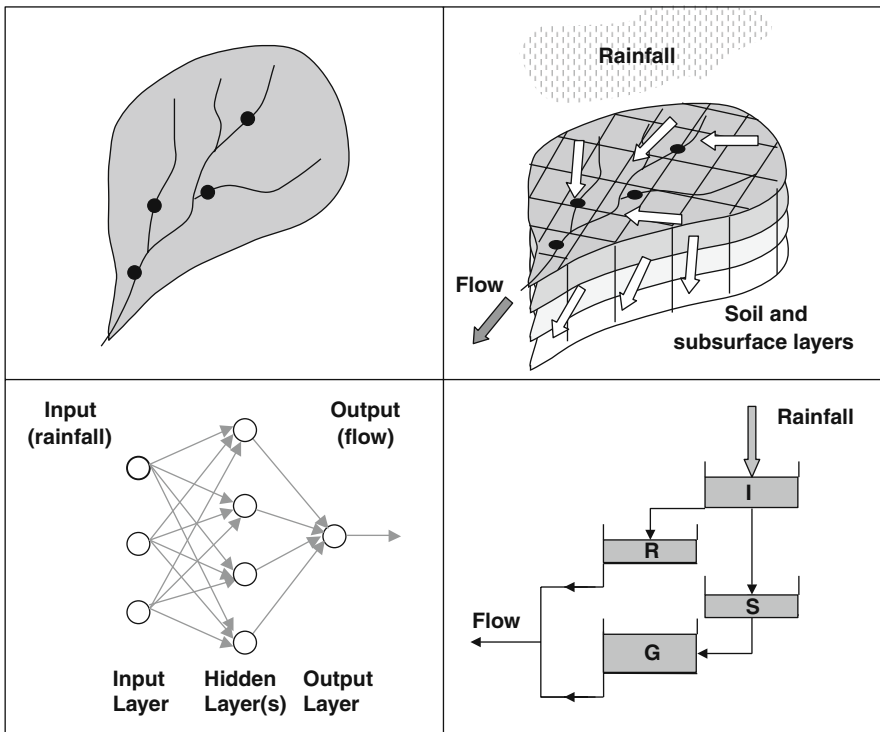 Rainfall
Flow
Soil and
subsurface layers
Input
(rainfall)
Output
(flow)
Input
Layer
Hidden
Layer(s)
Output
Layer
Rainfall
I
R
S
Flow
G